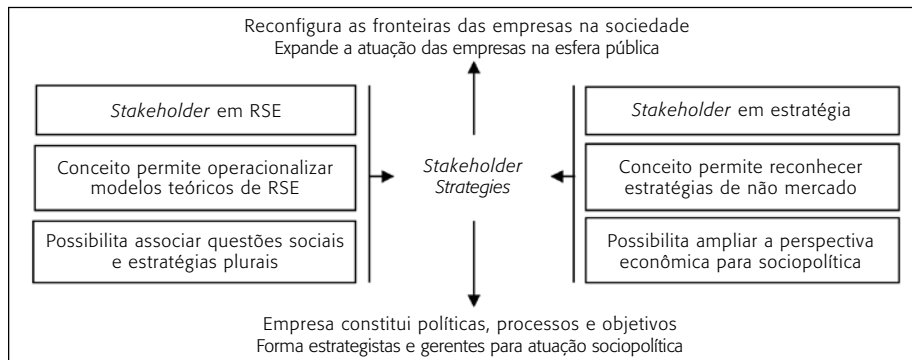 Reconfigura as fronteiras das empresas na sociedade
Expande a atuação das empresas na esfera pública
Stakeholder em RSE
Conceito permite operacionalizar
modelos teóricos de RSE
Possibilita associar questões sociais
e estratégias plurais
Stakeholder
Strategies
Stakeholder em estratégia
Conceito permite reconhecer
estratégias de não mercado
Possibilita ampliar a perspectiva
econômica para sociopolítica
Empresa constitui políticas, processos e objetivos
Forma estrategistas e gerentes para atuação sociopolítica